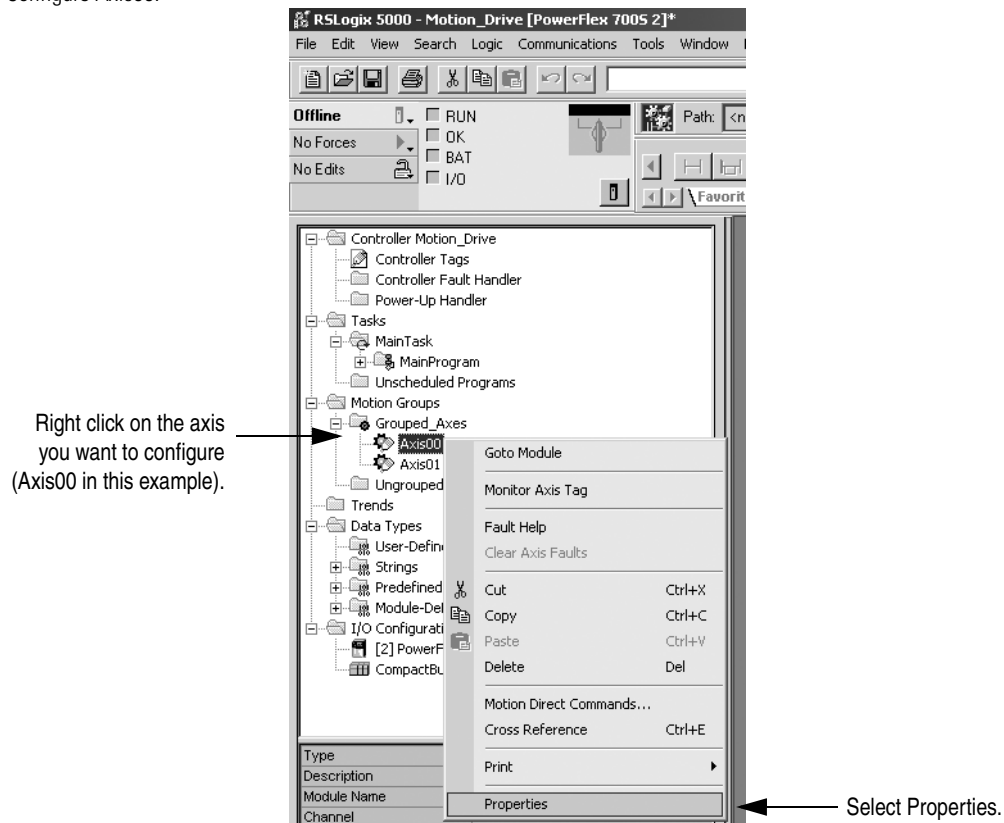 RSLogix 5000 - Motion_Drive [PowerFlex 700S 2]*
File Edit View Search Logic Communications Tools Window
Offline
RUN
Path:
No Forces
OK
No Edits
BAT
I/O
Favorit
Controller Motion_Drive
Controller Tags
Controller Fault Handler
Power-Up Handler
Tasks
MainTask
MainProgram
Unscheduled Programs
Motion Groups
Grouped_Axes
Axis00
Axis01
Ungrouped
Trends
Data Types
User-Defin
Strings
Predefined
Module-Def
I/O Configurati
[2] PowerF
CompactBu
Right click on the axis
you want to configure
(Axis00 in this example).
Goto Module
Monitor Axis Tag
Fault Help
Clear Axis Faults
Cut Ctrl+X
Copy Ctrl+C
Paste Ctrl+V
Delete Del
Motion Direct Commands...
Cross Reference Ctrl+E
Print
Properties
Select Properties.
Type
Description
Module Name
Channel